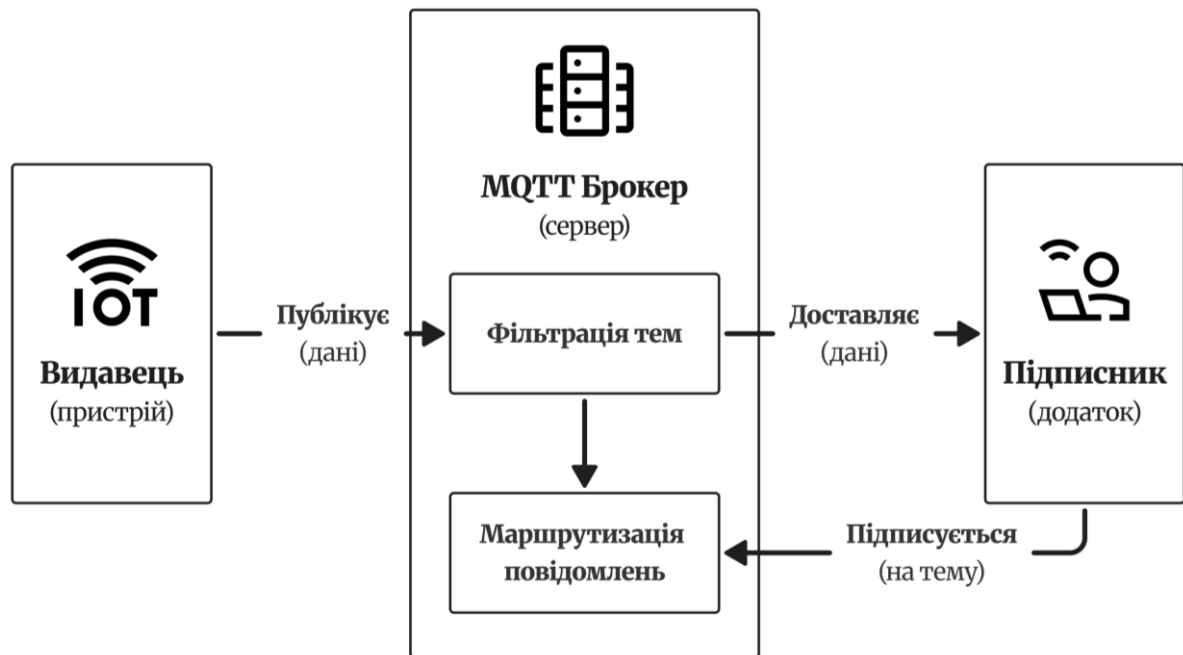 MQTT Брокер
(сервер)
IOT
Видавець
(пристрій)
Публікує
(дані)
Фільтрація тем
Доставляє
(дані)
Підписник
(додаток)
Маршрутизація
повідомлень
Підписується
(на тему)